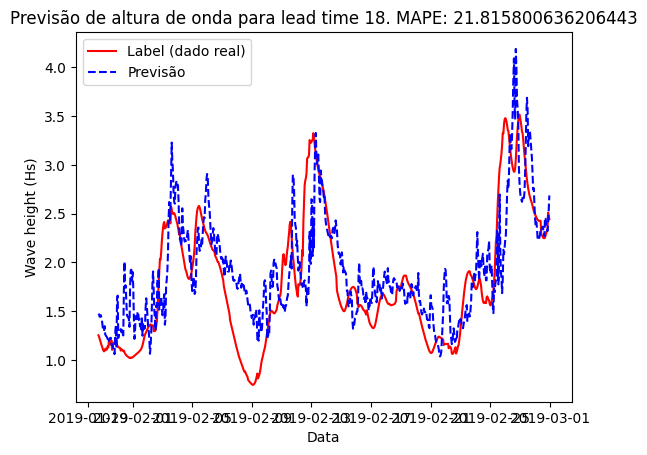 Previsão de altura de onda para lead time 18. MAPE: 21.815800636206443
Label (dado real)
Previsão
4.0
3.5
3.0
2.5
2.0
1.5
1.0
Wave height (Hs)
2019-01-29 2019-02-01 2019-02-05 2019-02-09 2019-02-13 2019-02-17 2019-02-21 2019-02-25 2019-03-01
Data